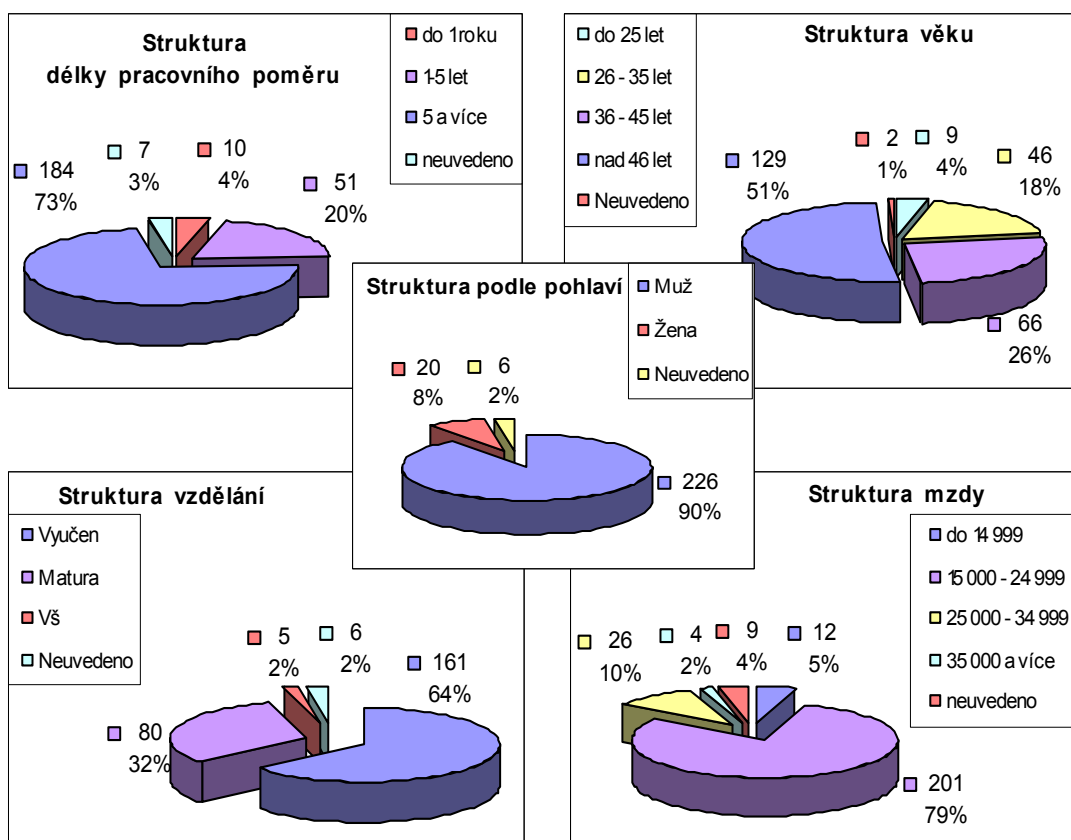 Struktura
délky pracovního poměru
do 1roku
1-5 let
5 a více
neuvedeno
184
73%
7
3%
10
4%
51
20%
Struktura věku
do 25 let
26 - 35 let
36 - 45 let
nad 46 let
Neuvedeno
129
51%
2
1%
9
4%
46
18%
66
26%
Struktura podle pohlaví
Muž
Žena
Neuvedeno
20
8%
6
2%
226
90%
Struktura vzdělání
Vyučen
Matura
Vš
Neuvedeno
5
2%
6
2%
161
64%
80
32%
Struktura mzdy
do 14 999
15 000 - 24 999
25 000 - 34 999
35 000 a více
neuvedeno
26
10%
4
2%
9
4%
12
5%
201
79%